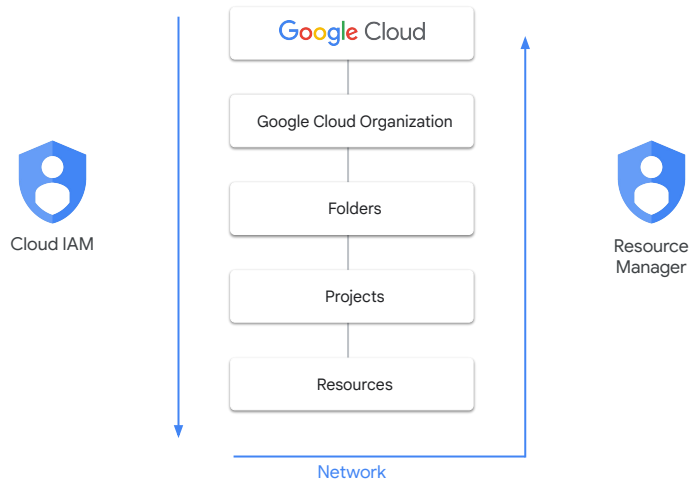 Google Cloud
Google Cloud Organization
Folders
Cloud IAM
Resource
Manager
Projects
Resources
Network